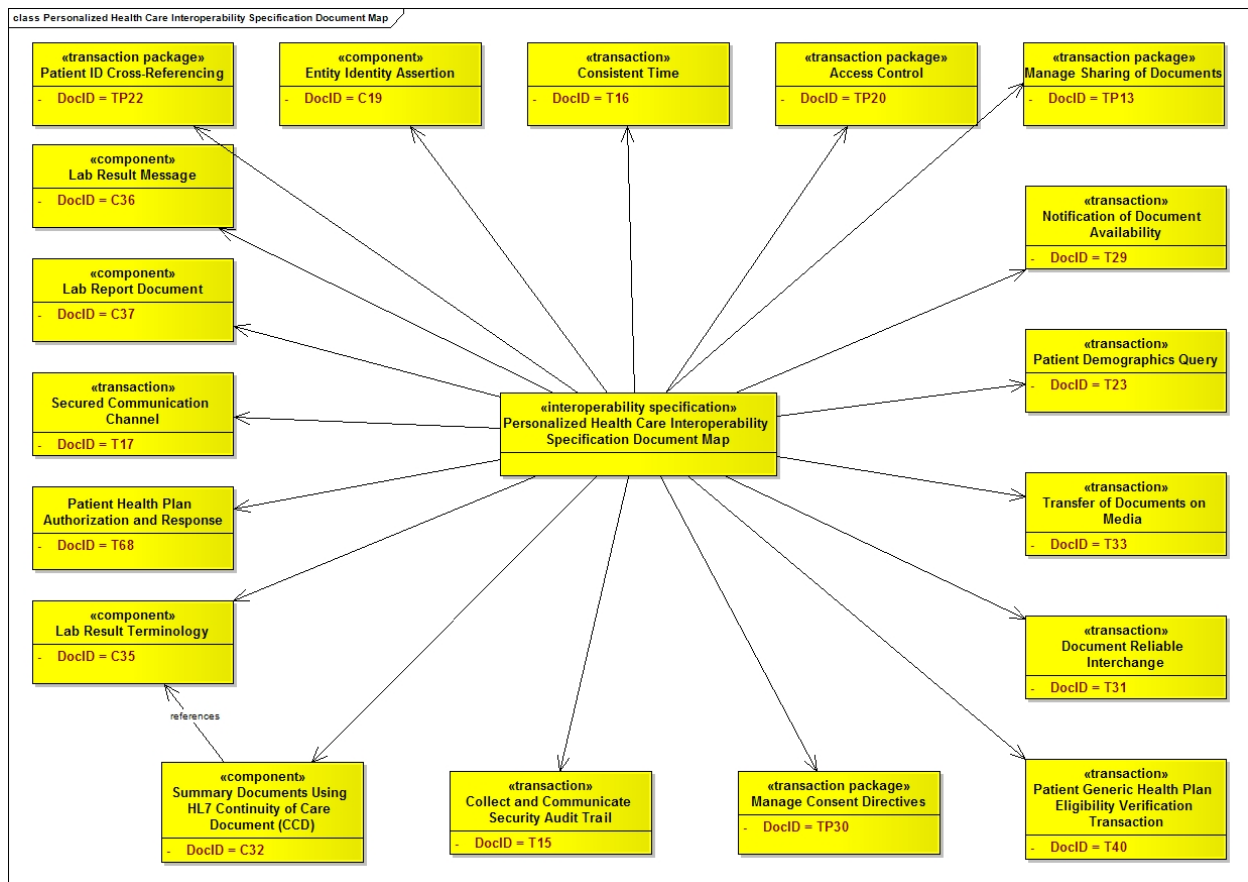 class Personalized Health Care Interoperability Specification Document Map
«transaction package»
Patient ID Cross-Referencing
- DocID = TP22
«component»
Entity Identity Assertion
- DocID = C19
«transaction»
Consistent Time
- DocID = T16
«transaction package»
Access Control
- DocID = TP20
«transaction package»
Manage Sharing of Documents
- DocID = TP13
«component»
Lab Result Message
- DocID = C36
«transaction»
Notification of Document
Availability
- DocID = T29
«component»
Lab Report Document
- DocID = C37
«transaction»
Patient Demographics Query
- DocID = T23
«transaction»
Secured Communication
Channel
- DocID = T17
«interoperability specification»
Personalized Health Care Interoperability
Specification Document Map
Patient Health Plan
Authorization and Response
- DocID = T68
«transaction»
Transfer of Documents on
Media
- DocID = T33
«component»
Lab Result Terminology
- DocID = C35
«transaction»
Document Reliable
Interchange
- DocID = T31
references
«component»
Summary Documents Using
HL7 Continuity of Care
Document (CCD)
- DocID = C32
«transaction»
Collect and Communicate
Security Audit Trail
- DocID = T15
«transaction package»
Manage Consent Directives
- DocID = TP30
«transaction»
Patient Generic Health Plan
Eligibility Verification
Transaction
- DocID = T40